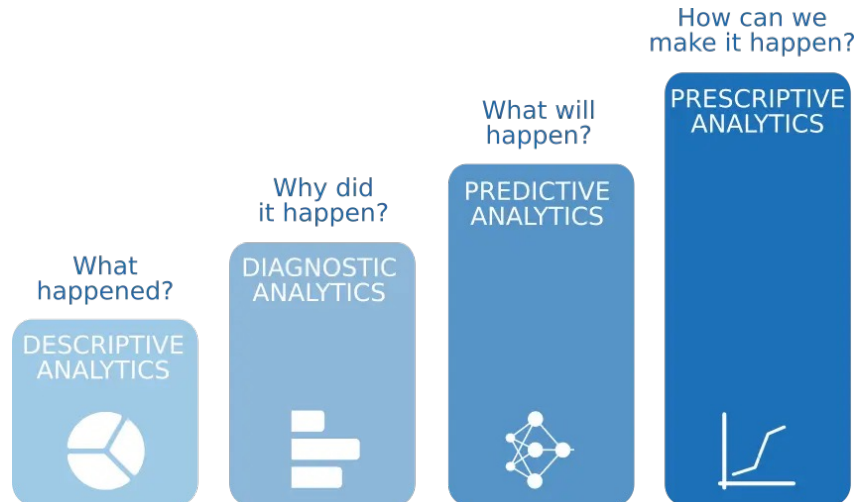 What
happened?
DESCRIPTIVE
ANALYTICS
Why did
it happen?
DIAGNOSTIC
ANALYTICS
What will
happen?
PREDICTIVE
ANALYTICS
How can we
make it happen?
PRESCRIPTIVE
ANALYTICS